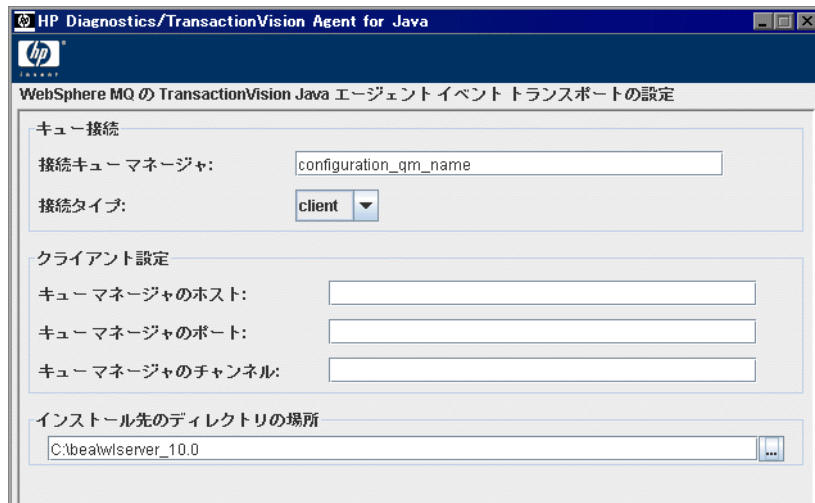 HP Diagnostics/TransactionVision Agent for Java
hp
invent
WebSphere MQ の TransactionVision Java エージェント イベント トランスポートの設定
キュー接続
接続キュー マネージャ: configuration_qm_name
接続タイプ: client
クライアント設定
キュー マネージャのホスト:
キュー マネージャのポート:
キュー マネージャのチャンネル:
インストール先のディレクトリの場所
C:\bea\wlserver_10.0 ...